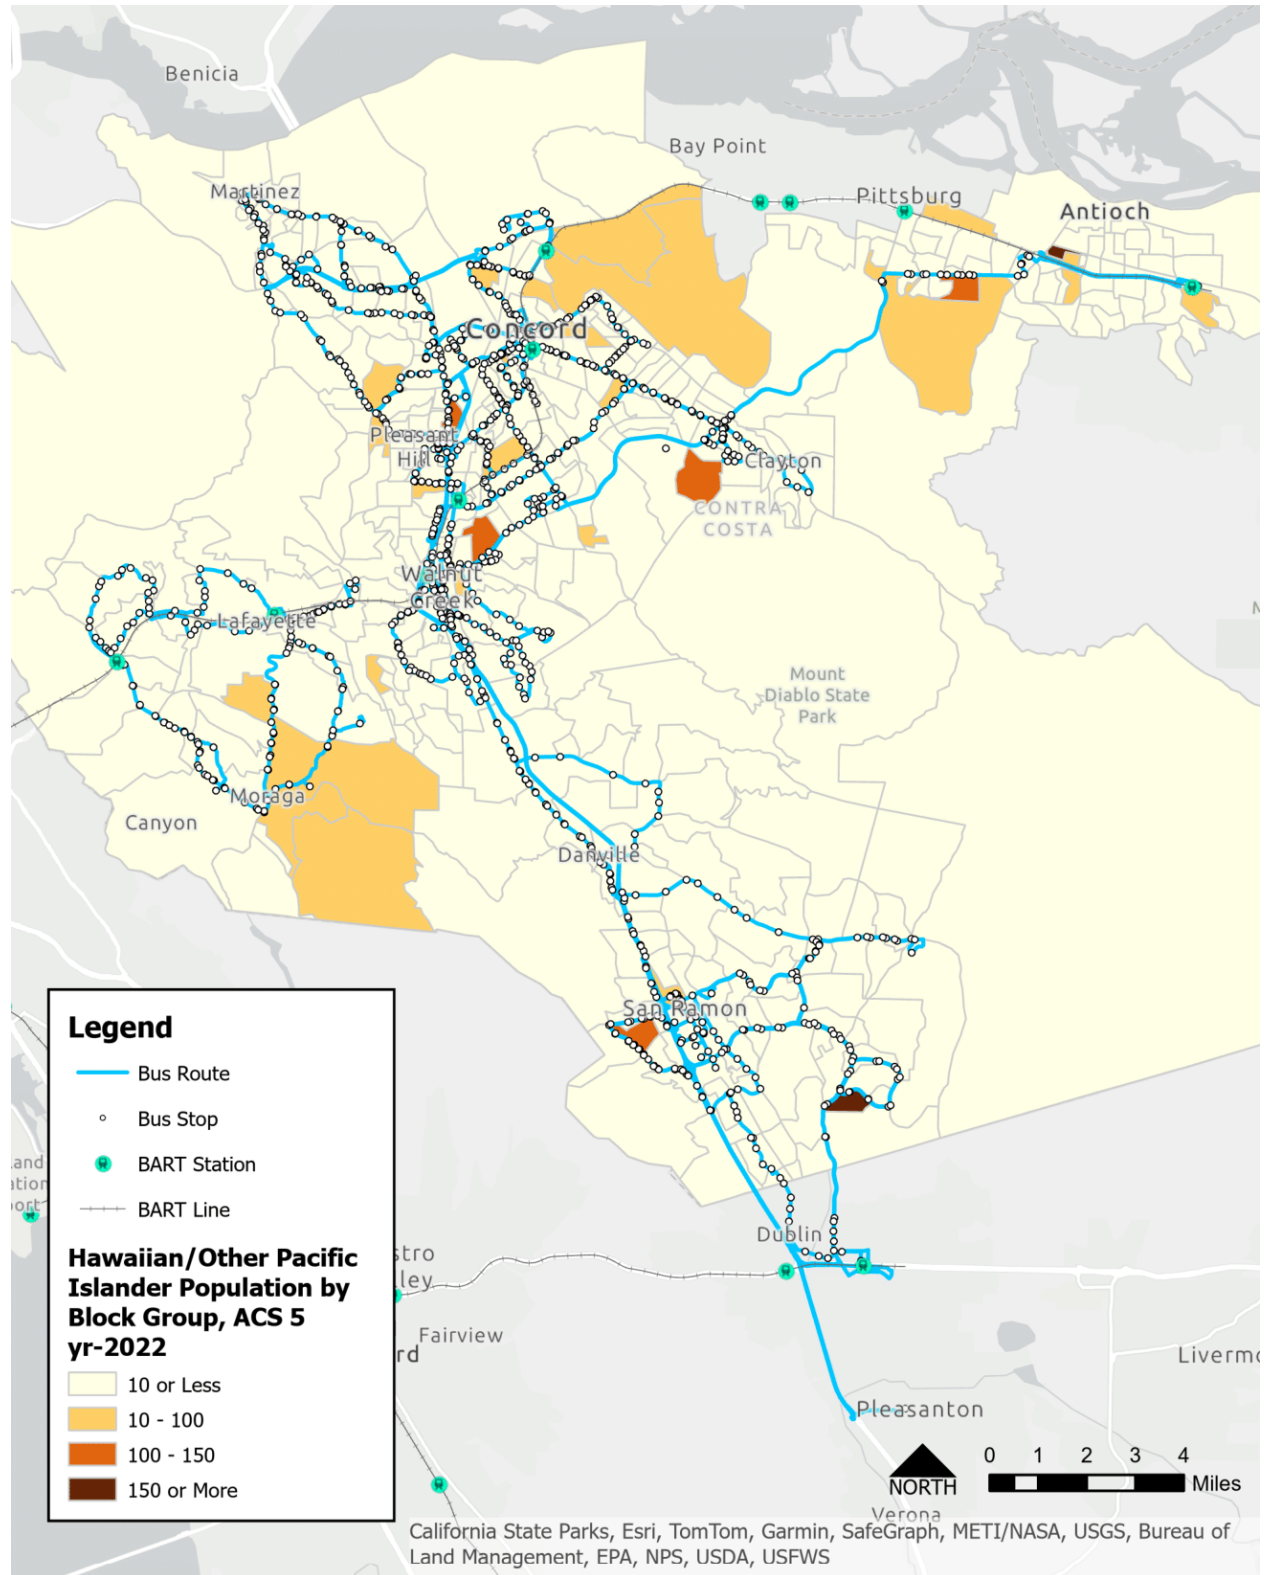 Benicia
Bay Point
Martinez
Pittsburg
Antioch
Concord
Pleasant
Hill
Clayton
CONTRA
COSTA
Walnut
Creek
Lafayette
Mount
Diablo State
Park
Moraga
Canyon
Danville
San Ramon
Legend
Bus Route
Bus Stop
BART Station
BART Line
Hawaiian/Other Pacific
Islander Population by
Block Group, ACS 5
yr-2022
10 or Less
10 - 100
100 - 150
150 or More
Dublin
stro
ley
Fairview
rd
Livermo
Pleasanton
NORTH
0 1 2 3 4
Miles
Verona
California State Parks, Esri, TomTom, Garmin, SafeGraph, METI/NASA, USGS, Bureau of
Land Management, EPA, NPS, USDA, USFWS